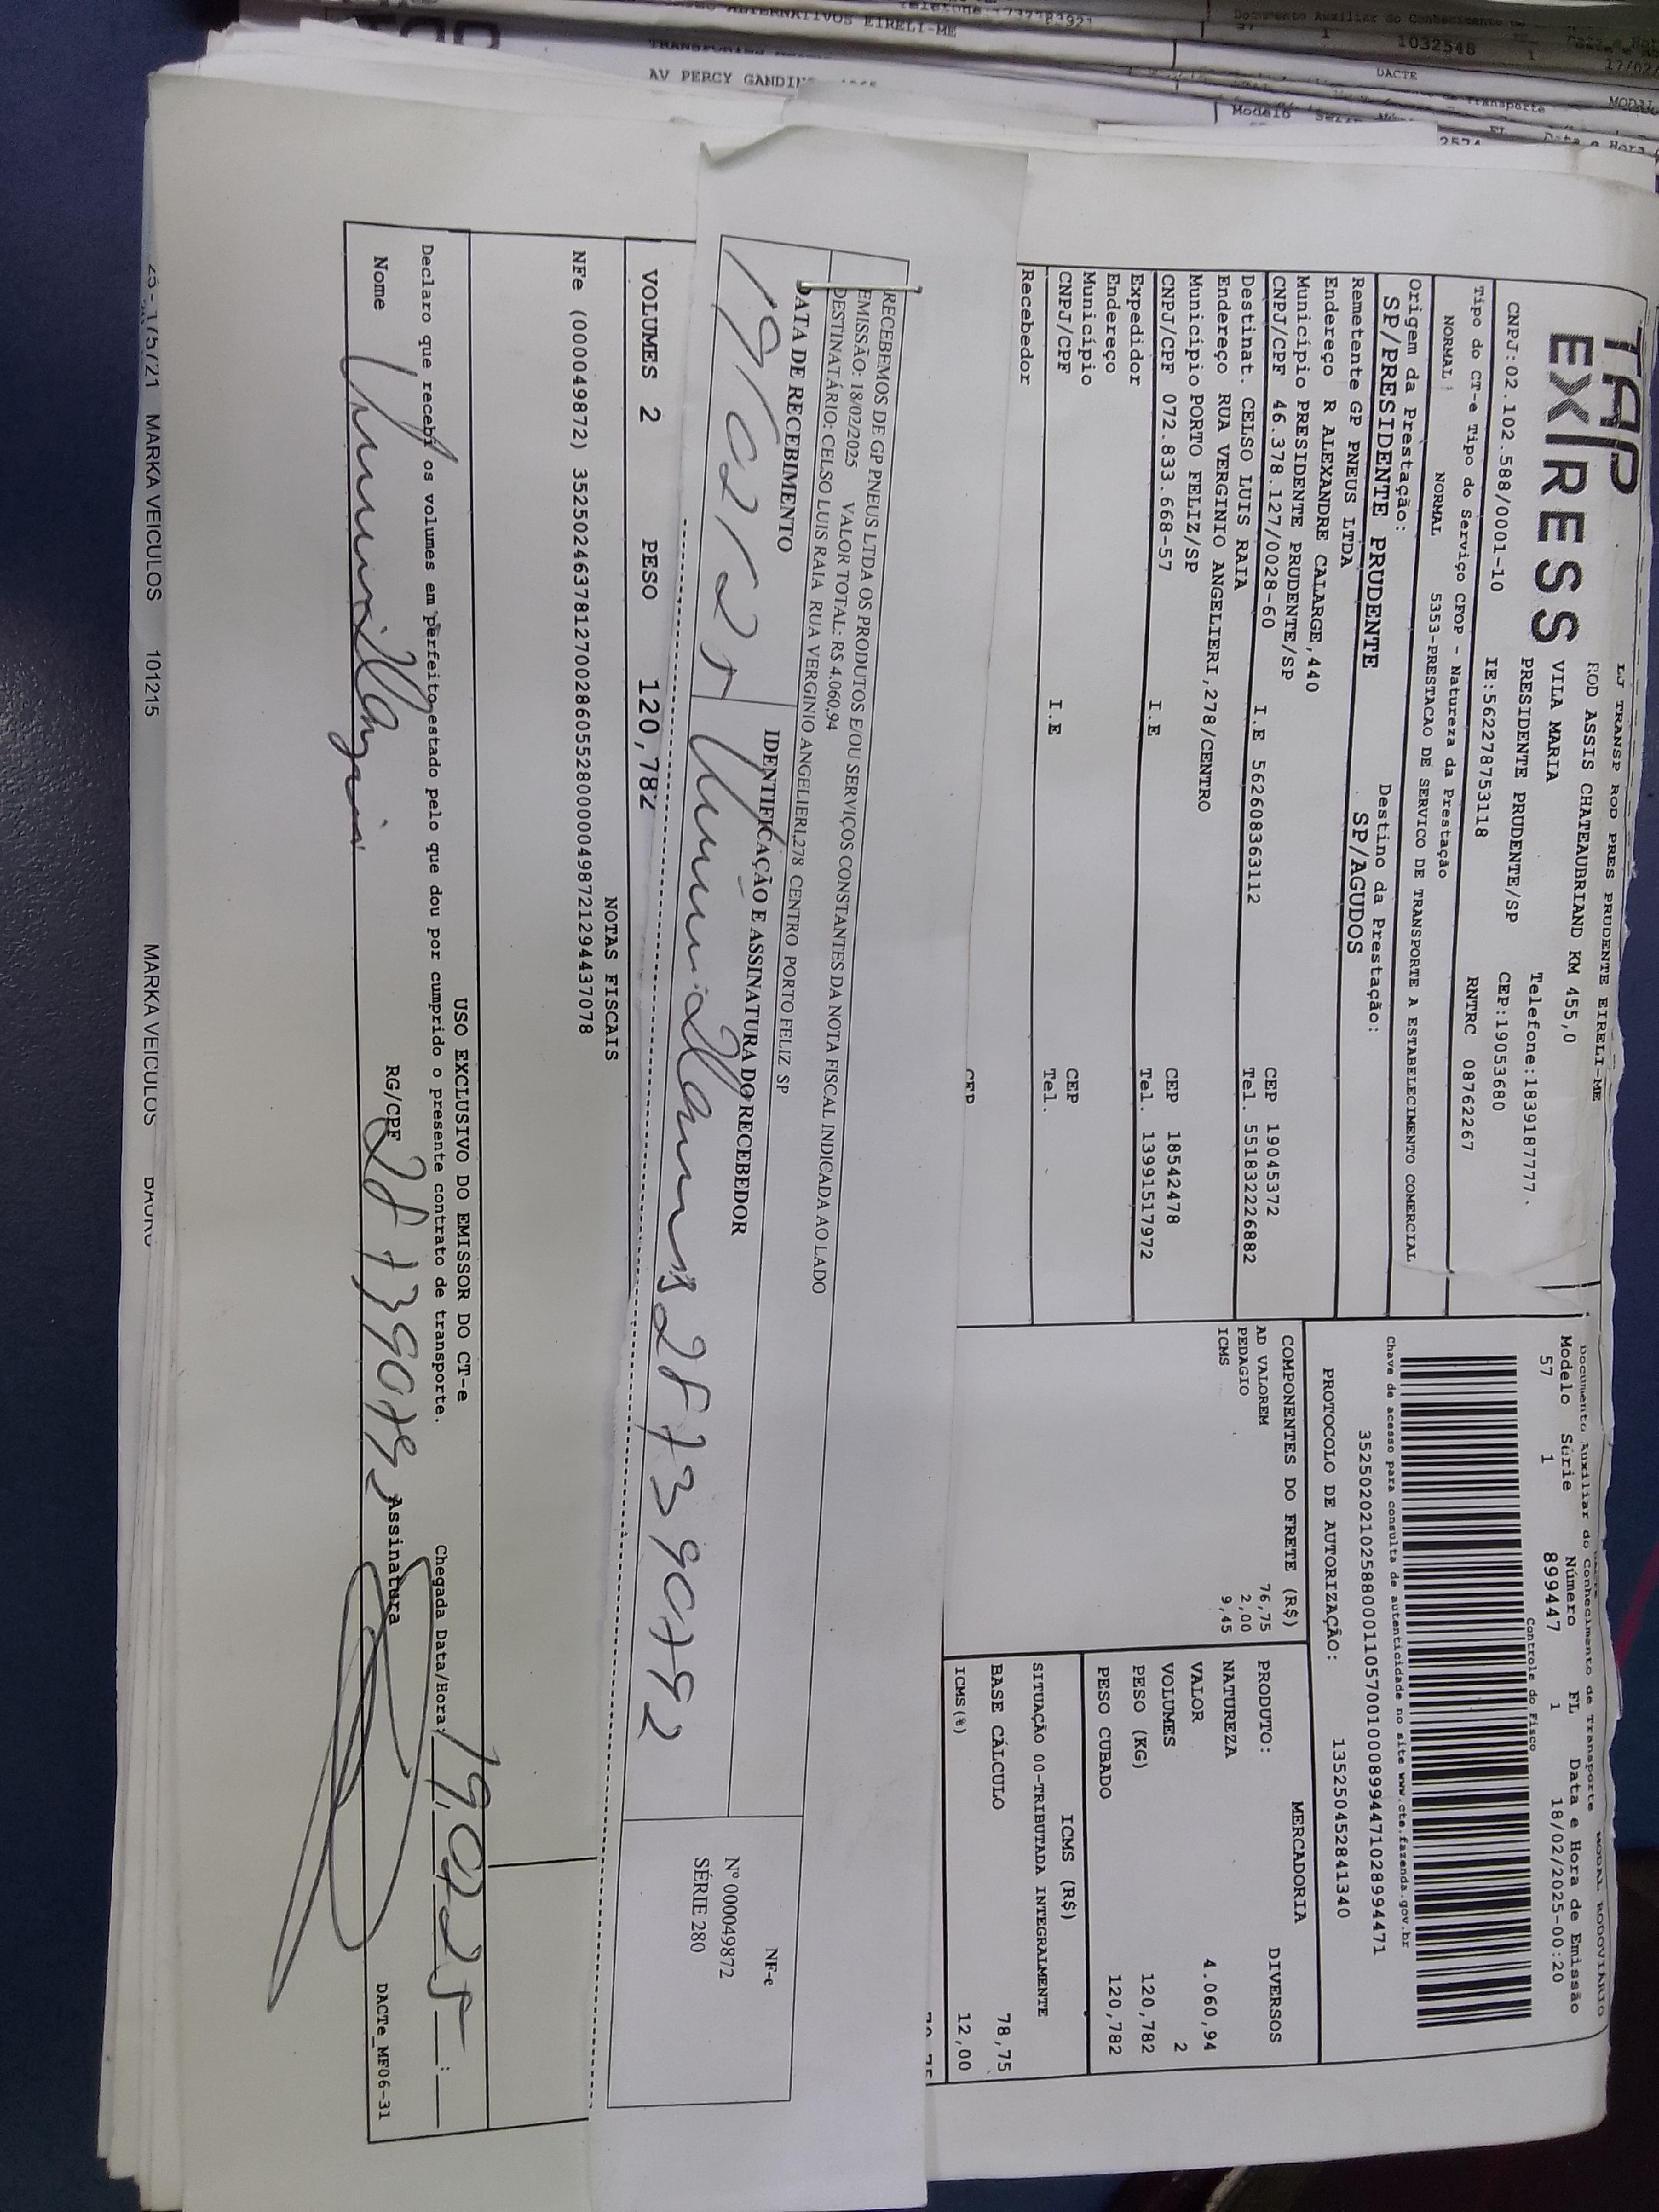 TAP
EXPRESS
LJ TRANSP ROD PRES PRUDENTE EIRELI-ME
ROD ASSIS CHATEAUBRIAND KM 455,0
VILA MARIA Telefone:1839187777.
PRESIDENTE PRUDENTE/SP CEP:19053680
CNPJ:02.102.588/0001-10 IE:562278753118 RNTRC 08762267
Tipo do CT-e Tipo do Serviço CFOP - Natureza da Prestação
NORMAL NORMAL 5353-PRESTACAO DE SERVICO DE TRANSPORTE A ESTABELECIMENTO COMERCIAL
Origem da Prestação: Destino da Prestação:
SP/PRESIDENTE PRUDENTE SP/AGUDOS
Remetente GP PNEUS LTDA
Endereço R ALEXANDRE CALARGE,440
Município PRESIDENTE PRUDENTE/SP CEP 19045372
CNPJ/CPF 46.378.127/0028-60 I.E 562608363112 Tel. 5518322226882
Destinat. CELSO LUIS RAIA
Endereço RUA VERGINIO ANGELIERI,278/CENTRO
Município PORTO FELIZ/SP CEP 18542478
CNPJ/CPF 072.833.668-57 I.E Tel. 13991517972
Expedidor
Endereço
Município CEP
CNPJ/CPF I.E Tel.
Recebedor
CEP
Documento Auxiliar do Conhecimento de Transporte MODAL RODOVIÁRIO
Modelo Série Número FL Data e Hora de Emissão
57 1 899447 1 18/02/2025-00:20
Controle do Fisco
Chave de acesso para consulta de autenticidade no site www.cte.fazenda.gov.br
35250202102588000110570010008994471028994471
PROTOCOLO DE AUTORIZAÇÃO: 135250452841340
COMPONENTES DO FRETE (R$)
AD VALOREM 76,75
PEDAGIO 2,00
ICMS 9,45
MERCADORIA
PRODUTO: DIVERSOS
NATUREZA
VALOR 4.060,94
VOLUMES 2
PESO (KG) 120,782
PESO CUBADO 120,782
ICMS (R$)
SITUAÇÃO 00-TRIBUTADA INTEGRALMENTE
BASE CÁLCULO 78,75
ICMS(%) 12,00
RECEBEMOS DE GP PNEUS LTDA OS PRODUTOS E/OU SERVIÇOS CONSTANTES DA NOTA FISCAL INDICADA AO LADO
EMISSÃO: 18/02/2025 VALOR TOTAL: R$ 4.060,94
DESTINATÁRIO: CELSO LUIS RAIA RUA VERGINIO ANGELIERI,278 CENTRO PORTO FELIZ SP
DATA DE RECEBIMENTO IDENTIFICAÇÃO E ASSINATURA DO RECEBEDOR
19/02/25 287390792
NF-e
Nº 000049872
SÉRIE 280
VOLUMES 2 PESO 120,782
NOTAS FISCAIS
NFe (000049872) 35250246378127002860552800000498721294437078
USO EXCLUSIVO DO EMISSOR DO CT-e
Declaro que recebi os volumes em perfeito estado pelo que dou por cumprido o presente contrato de transporte. Chegada Data/Hora: 19.02.25 :
Nome RG/CPF 28739079 Assinatura
DACTe_MF06-31
MARKA VEICULOS 101215 MARKA VEICULOS
AV PERCY
1032548
DACTE